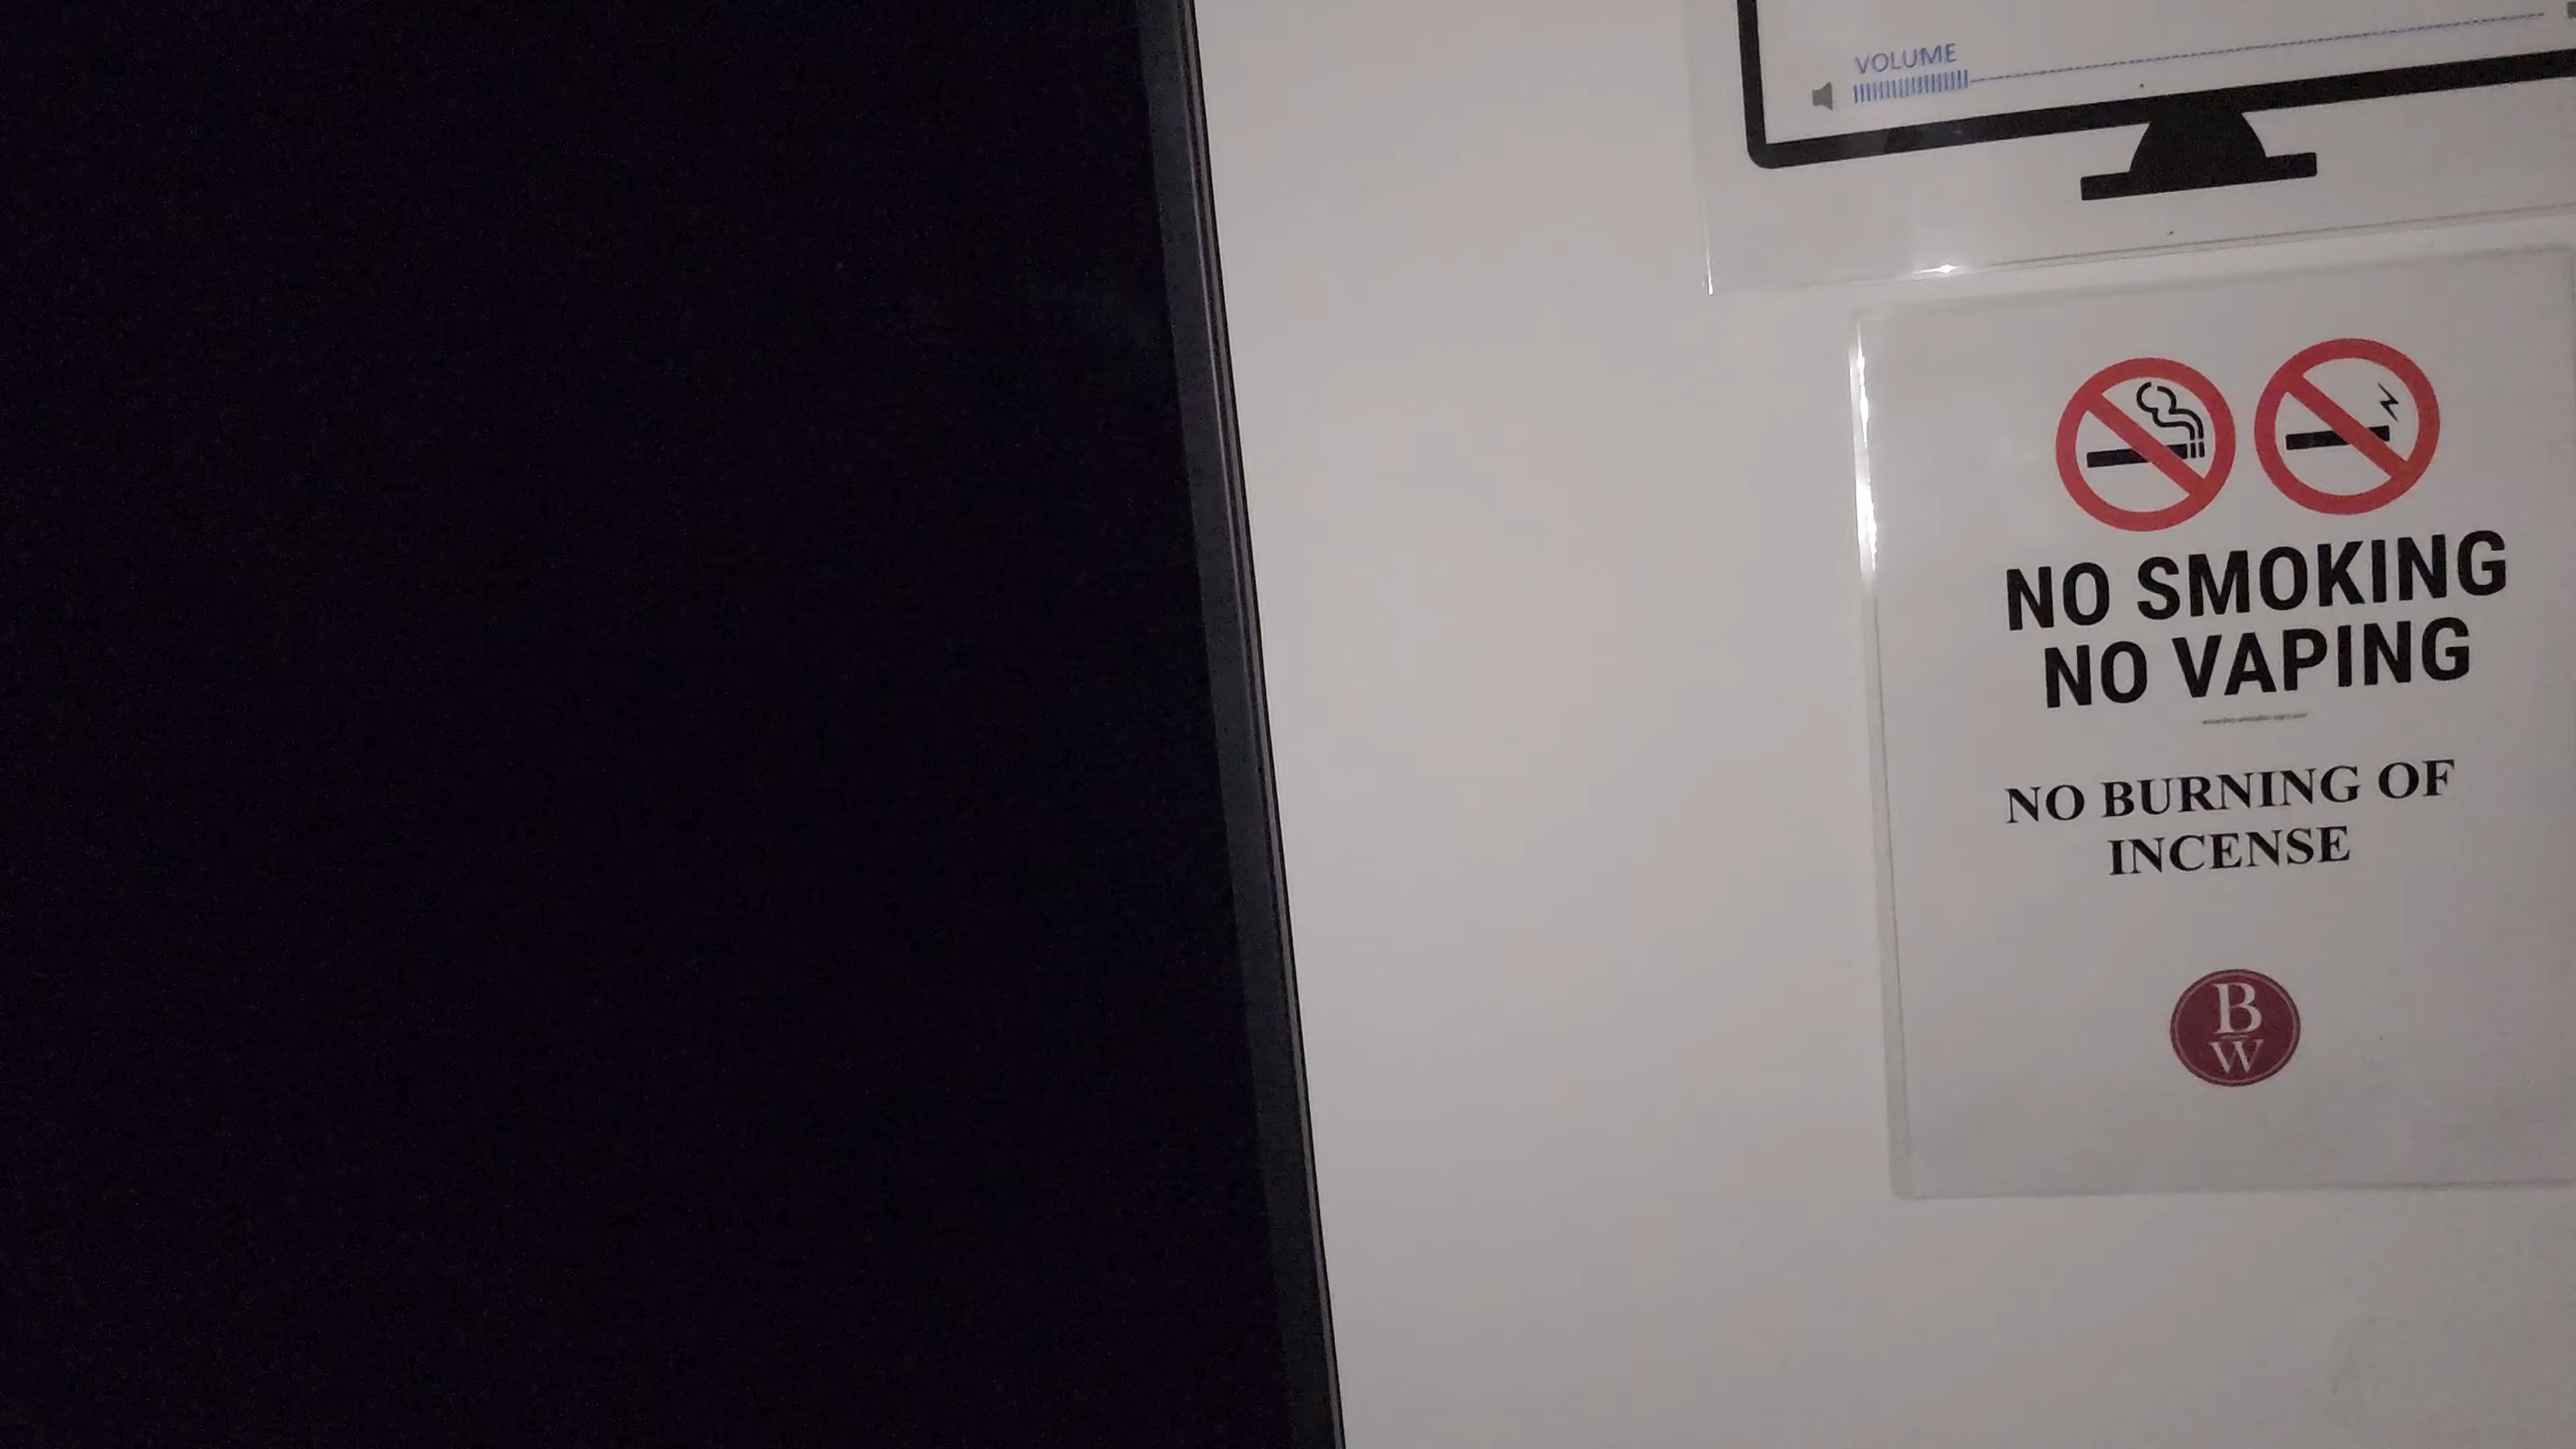 VOLUME
NO SMOKING
NO VAPING
NO BURNING OF
INCENSE
B
W